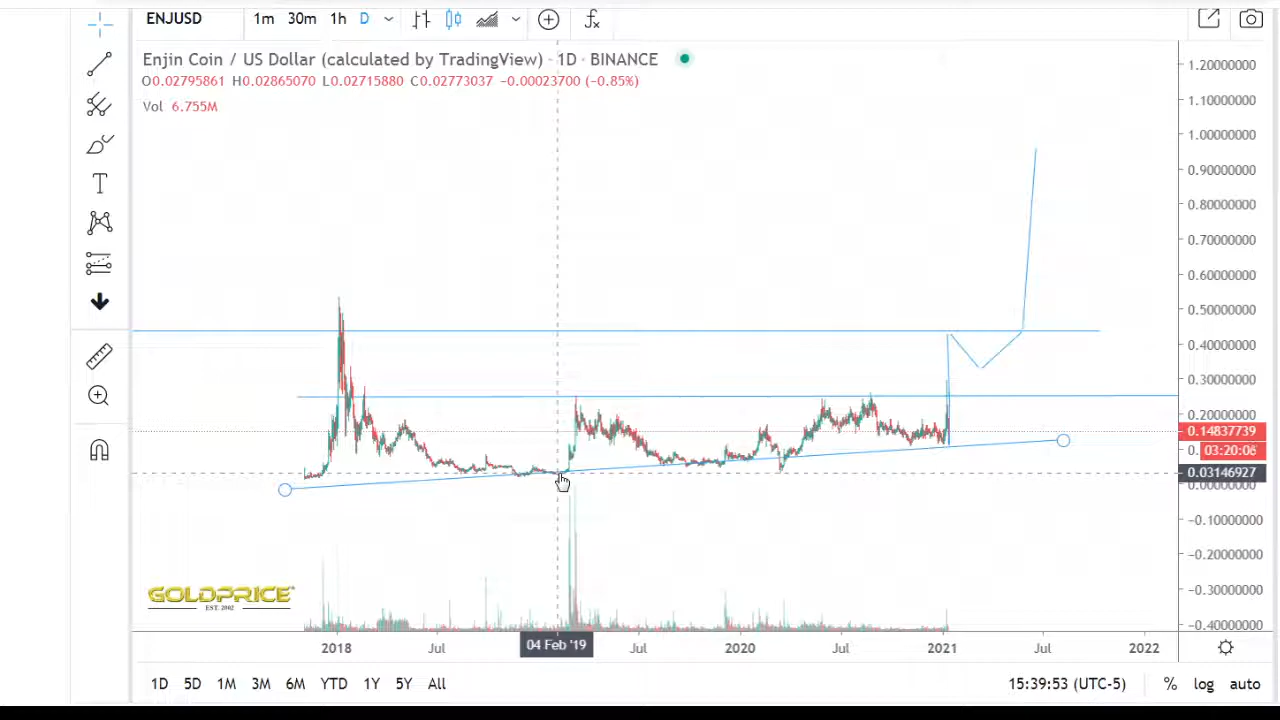 ENJUSD 1m 30m 1h D
Enjin Coin / US Dollar (calculated by TradingView) · 1D · BINANCE
O0.02795861 H0.02865070 L0.02715880 C0.02773037 −0.00023700 (−0.85%)
Vol 6.755M
1.20000000
1.10000000
1.00000000
0.90000000
0.80000000
0.70000000
0.60000000
0.50000000
0.40000000
0.30000000
0.20000000
0.14837739
03:20:06
0.03146927
0.00000000
−0.10000000
−0.20000000
−0.30000000
−0.40000000
GOLDPRICE
EST. 2002
2018 Jul 04 Feb '19 Jul 2020 Jul 2021 Jul 2022
1D 5D 1M 3M 6M YTD 1Y 5Y All 15:39:53 (UTC-5) % log auto